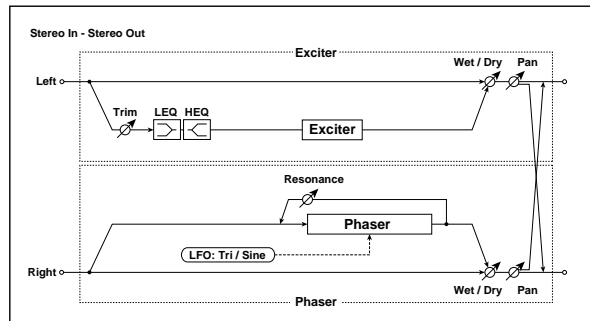 Stereo In - Stereo Out
Exciter
Wet / Dry Pan
Left
Trim LEQ HEQ
Exciter
Resonance
Phaser
LFO: Tri / Sine
Right
Wet / Dry Pan
Phaser